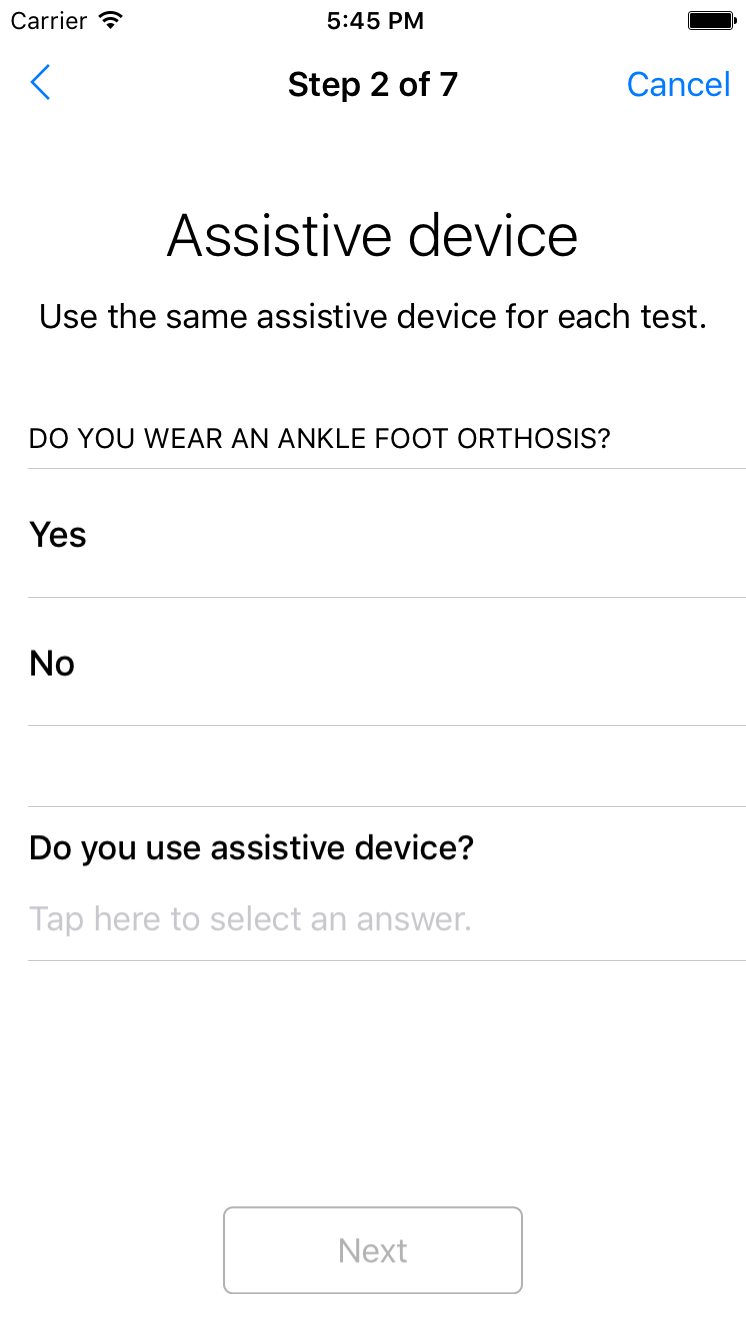 Carrier 5:45 PM
Step 2 of 7 Cancel
Assistive device
Use the same assistive device for each test.
DO YOU WEAR AN ANKLE FOOT ORTHOSIS?
Yes
No
Do you use assistive device?
Tap here to select an answer.
Next